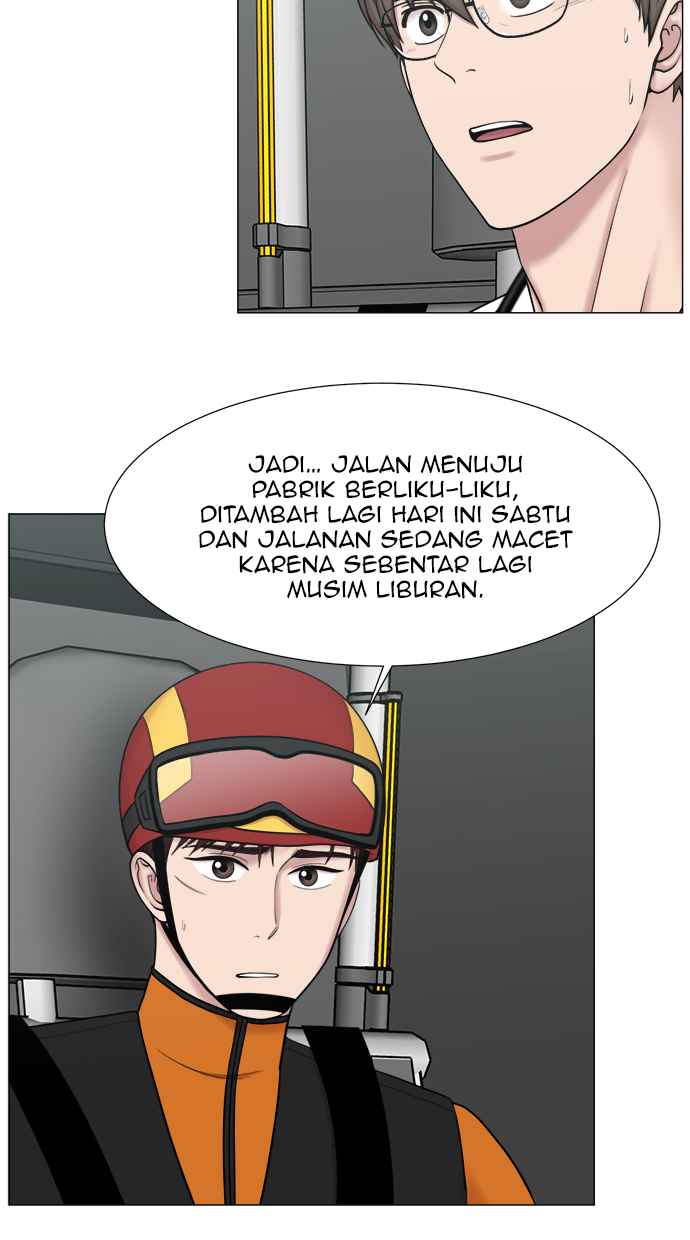 JADI... JALAN MENUJU
PABRIK BERLIKU-LIKU,
DITAMBAH LAGI HARI INI SABTU
DAN JALANAN SEDANG MACET
KARENA SEBENTAR LAGI
MUSIM LIBURAN.